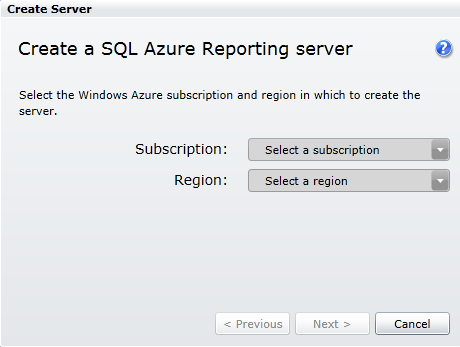 Create Server
Create a SQL Azure Reporting server
?
Select the Windows Azure subscription and region in which to create the
server.
Subscription: Select a subscription
Region: Select a region
< Previous Next > Cancel